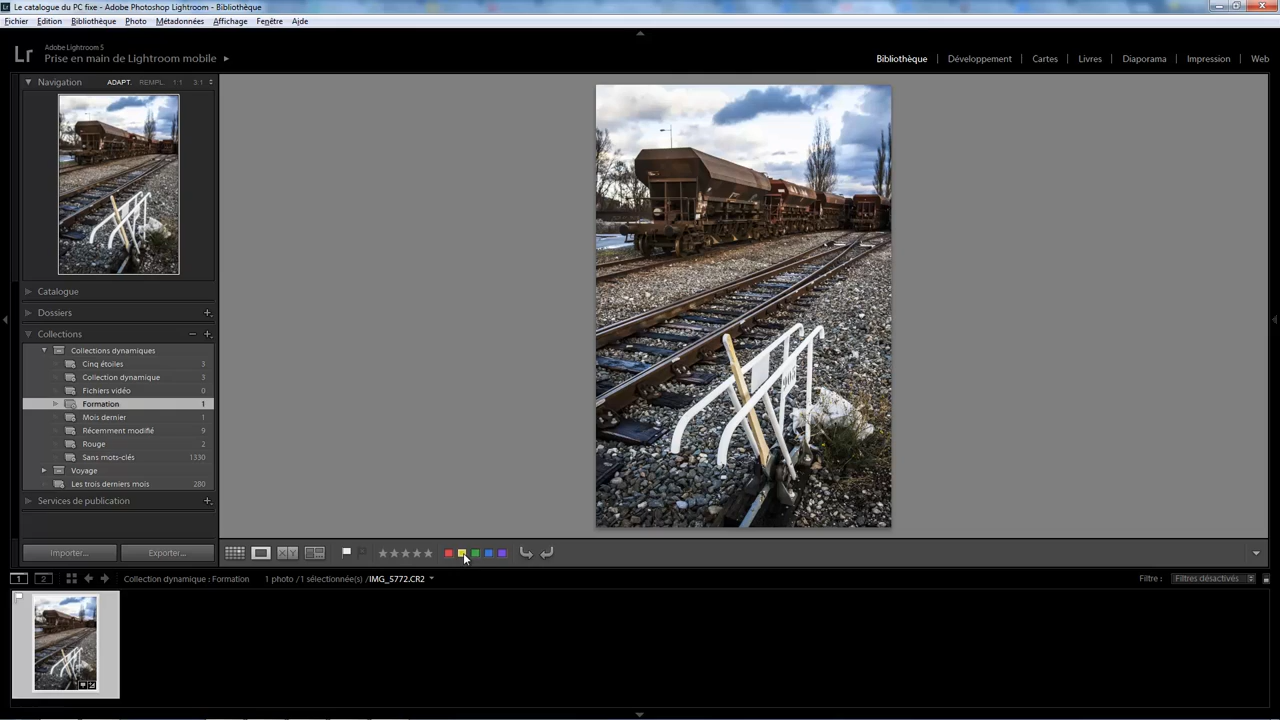 Le catalogue du PC fixe - Adobe Photoshop Lightroom - Bibliothèque
Fichier Edition Bibliothèque Photo Métadonnées Affichage Fenêtre Aide
Lr
Adobe Lightroom 5
Prise en main de Lightroom mobile
Bibliothèque Développement Cartes Livres Diaporama Impression Web
Navigation ADAPT. REMPL. 1:1 3:1
Catalogue
Dossiers
Collections
Collections dynamiques
Cinq étoiles 3
Collection dynamique 3
Fichiers vidéo 0
Formation 1
Mois dernier 1
Récemment modifié 9
Rouge 2
Sans mots-clés 1330
Voyage
Les trois derniers mois 280
Services de publication
Importer... Exporter...
X Y
1 2 Collection dynamique : Formation 1 photo /1 sélectionnée(s) /IMG_5772.CR2 Filtre : Filtres désactivés